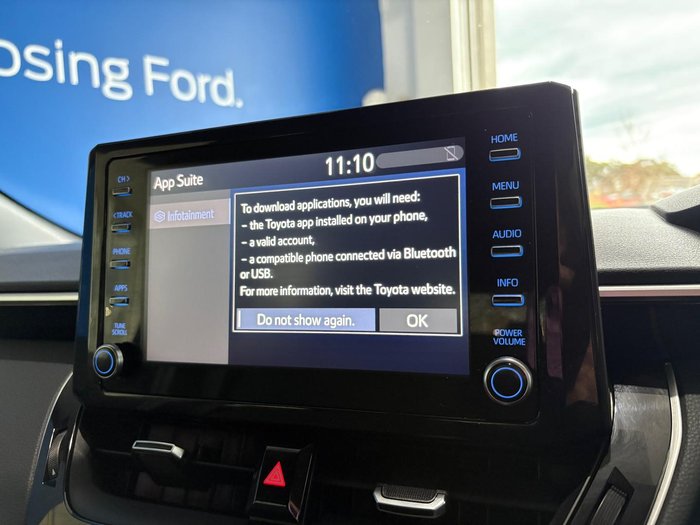 osing Ford.
11:10
App Suite
Infotainment
To download applications, you will need:
– the Toyota app installed on your phone,
– a valid account,
– a compatible phone connected via Bluetooth
or USB.
For more information, visit the Toyota website.
Do not show again.
OK
CH >
< TRACK
PHONE
APPS
TUNE
SCROLL
HOME
MENU
AUDIO
INFO
POWER
VOLUME